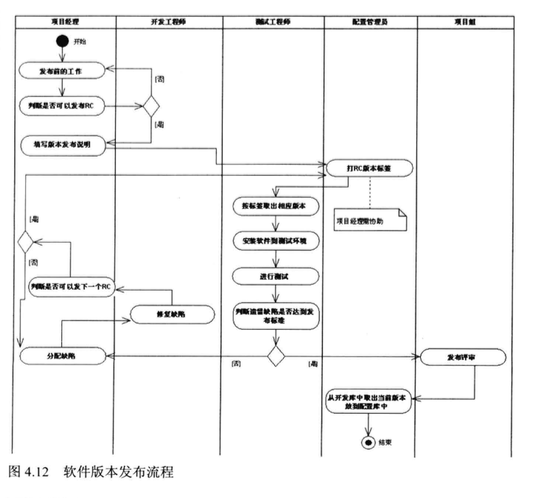 项目经理
开发工程师
测试工程师
配置管理员
项目组
开始
发布前的工作
[否]
判断是否可以发布RC
[是]
填写版本发布说明
打RC版本标签
[是]
按标签取出相应版本
项目经理需协助
安装软件到测试环境
[否]
进行测试
判断是否可以发下一个RC
修复缺陷
判断遗留缺陷是否达到发
布标准
分配缺陷
[否]
[是]
发布评审
从开发库中取出当前版本
放到配置库中
结束
图 4.12 软件版本发布流程